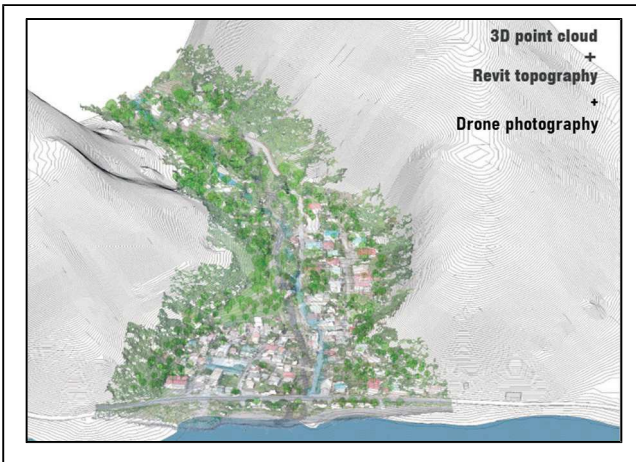 3D point cloud
+
Revit topography
+
Drone photography